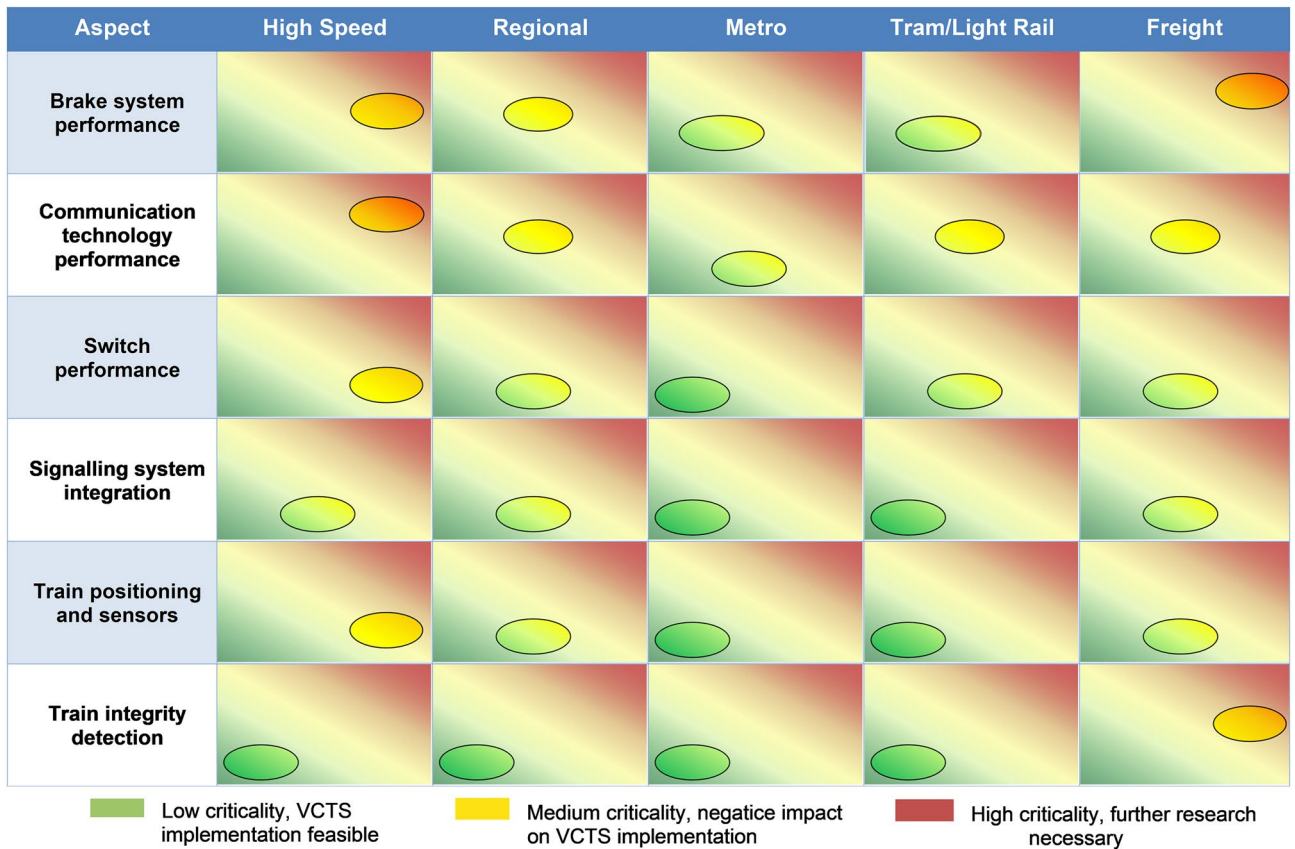 Aspect
High Speed
Regional
Metro
Tram/Light Rail
Freight
Brake system
performance
Communication
technology
performance
Switch
performance
Signalling system
integration
Train positioning
and sensors
Train integrity
detection
Low criticality, VCTS
implementation feasible
Medium criticality, negatice impact
on VCTS implementation
High criticality, further research
necessary